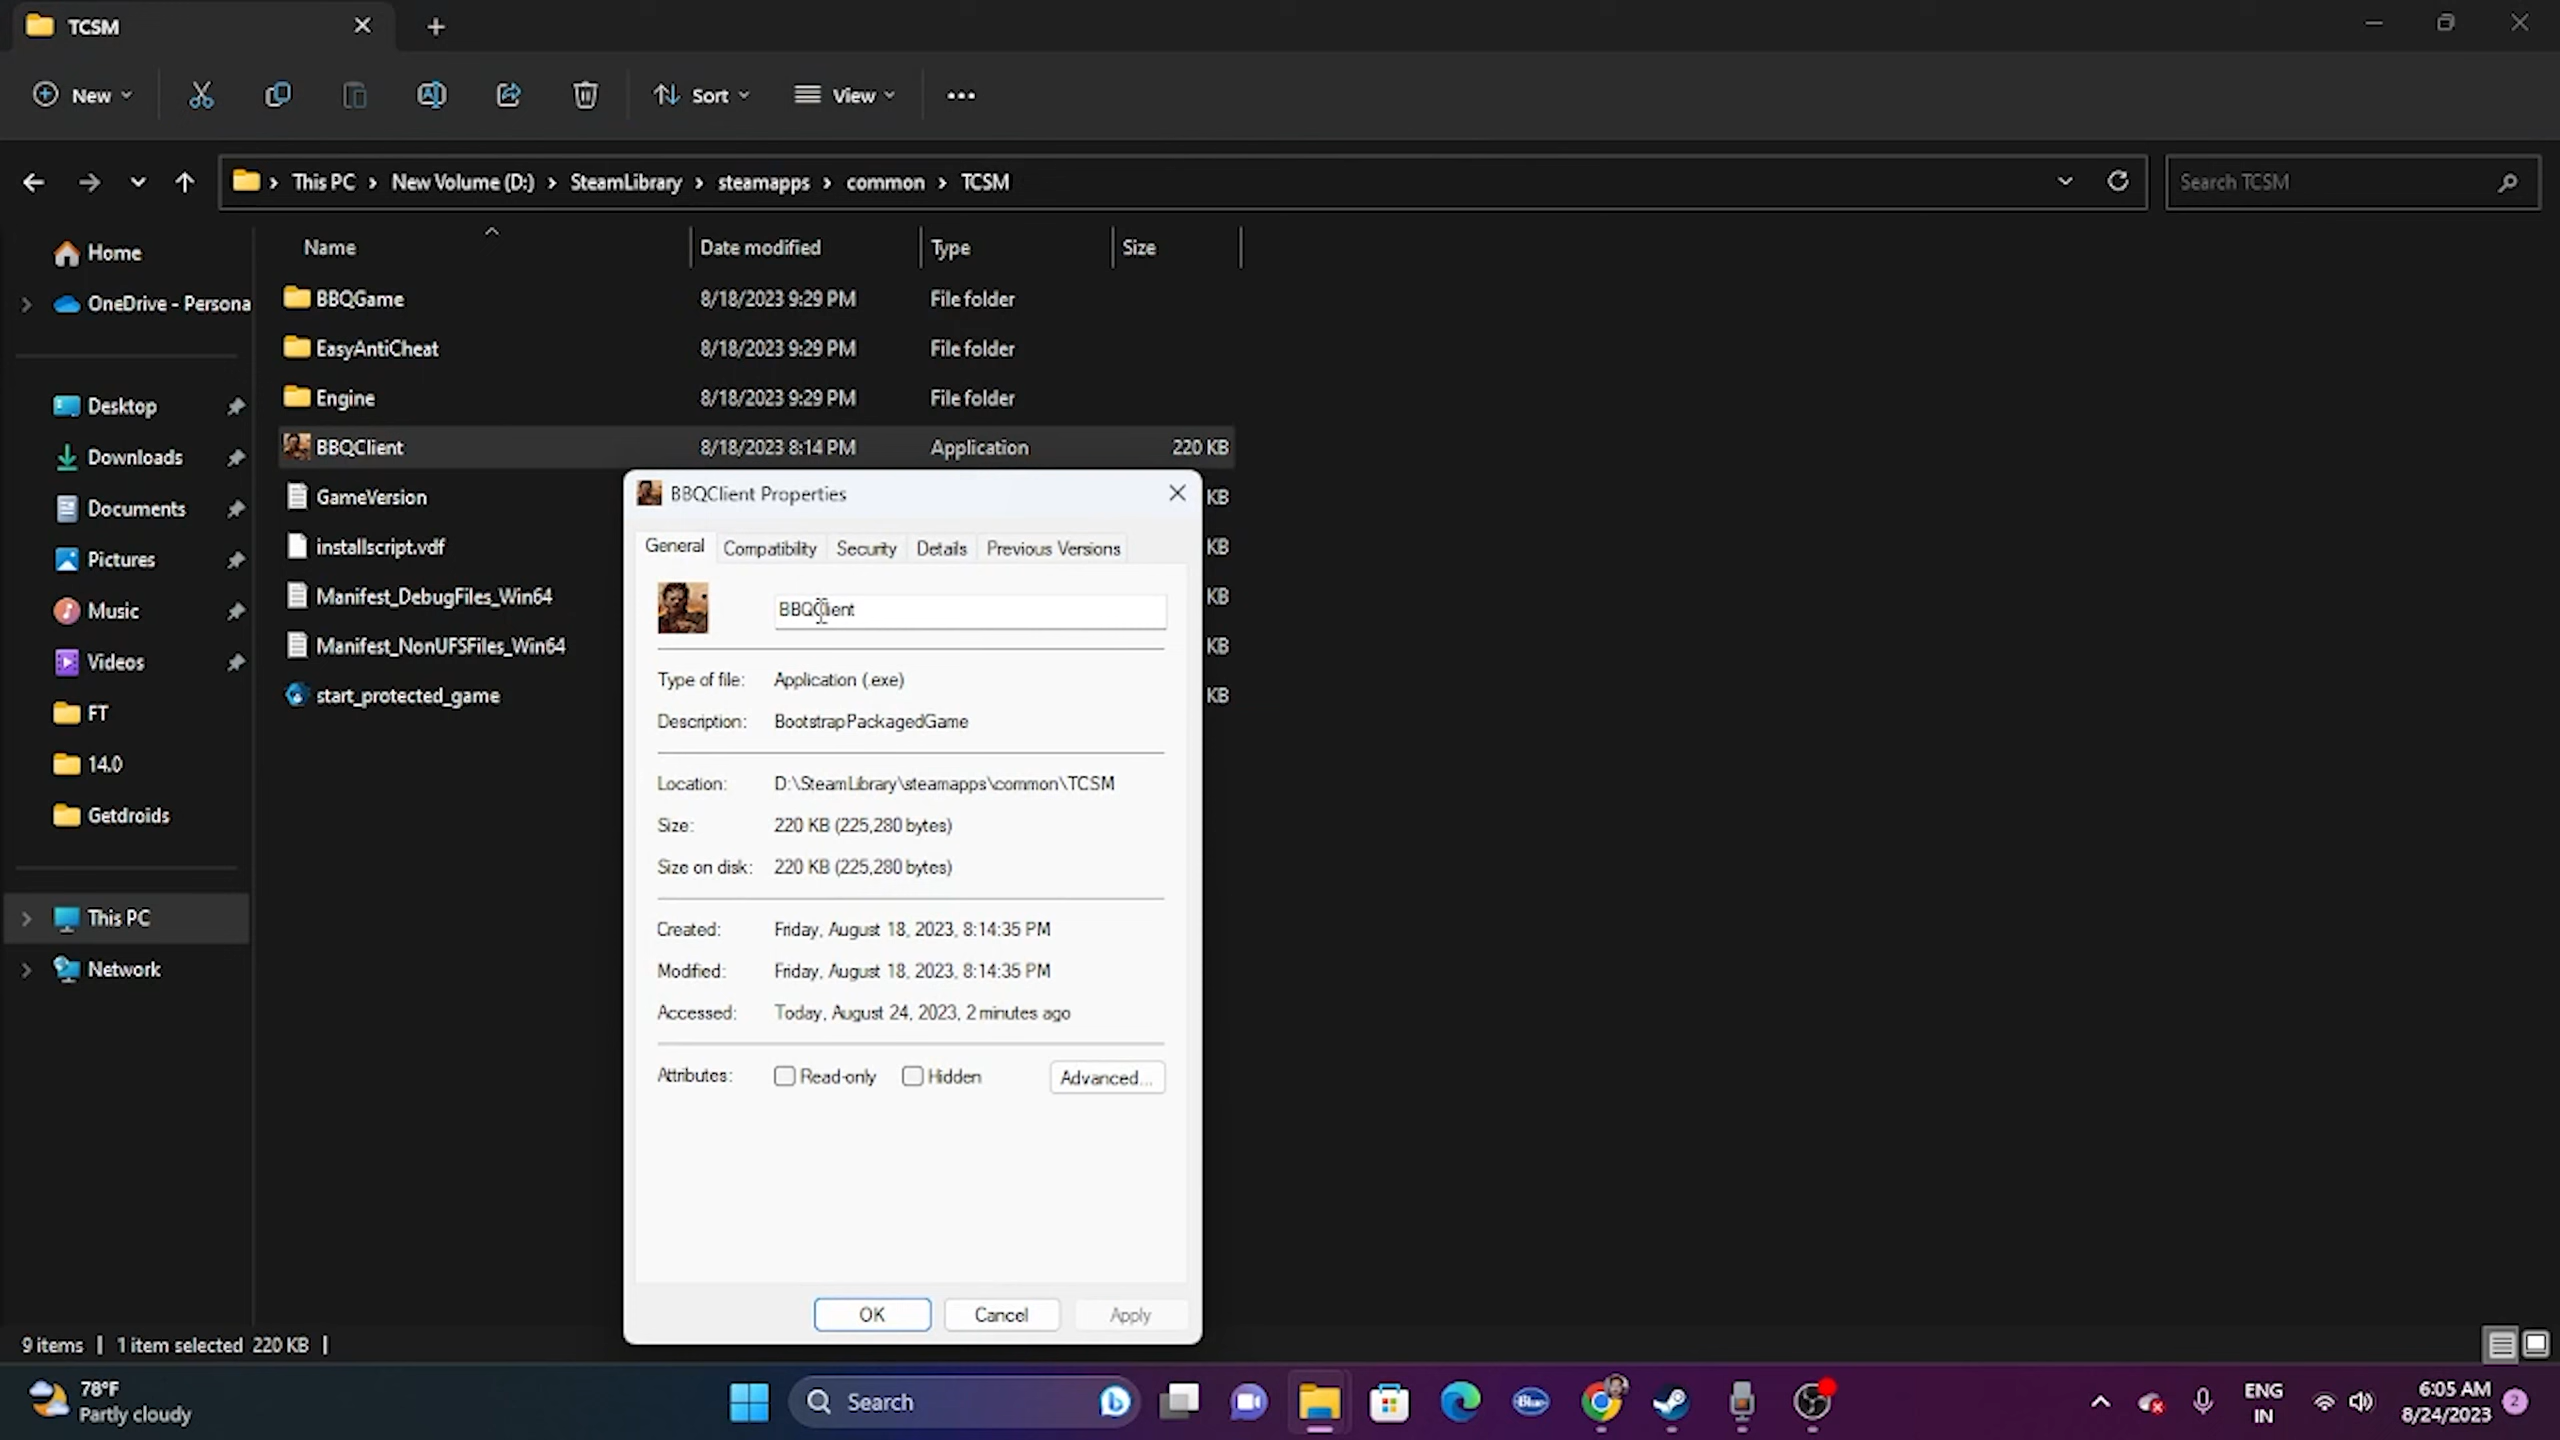 TCSM
New
Sort
View
This PC > New Volume (D:) > SteamLibrary > steamapps > common > TCSM
Search TCSM
Name Date modified Type Size
Home
OneDrive - Persona
Desktop
Downloads
Documents
Pictures
Music
Videos
FT
14.0
Getdroids
This PC
Network
BBQGame 8/18/2023 9:29 PM File folder
EasyAntiCheat 8/18/2023 9:29 PM File folder
Engine 8/18/2023 9:29 PM File folder
BBQClient 8/18/2023 8:14 PM Application 220 KB
GameVersion KB
installscript.vdf KB
Manifest_DebugFiles_Win64 KB
Manifest_NonUFSFiles_Win64 KB
start_protected_game KB
BBQClient Properties
General Compatibility Security Details Previous Versions
BBQClient
Type of file: Application (.exe)
Description: BootstrapPackagedGame
Location: D:\SteamLibrary\steamapps\common\TCSM
Size: 220 KB (225,280 bytes)
Size on disk: 220 KB (225,280 bytes)
Created: Friday, August 18, 2023, 8:14:35 PM
Modified: Friday, August 18, 2023, 8:14:35 PM
Accessed: Today, August 24, 2023, 2 minutes ago
Attributes: Read-only Hidden Advanced...
OK Cancel Apply
9 items | 1 item selected 220 KB |
78°F
Partly cloudy
Search
Blue
ENG
IN
6:05 AM
8/24/2023
2